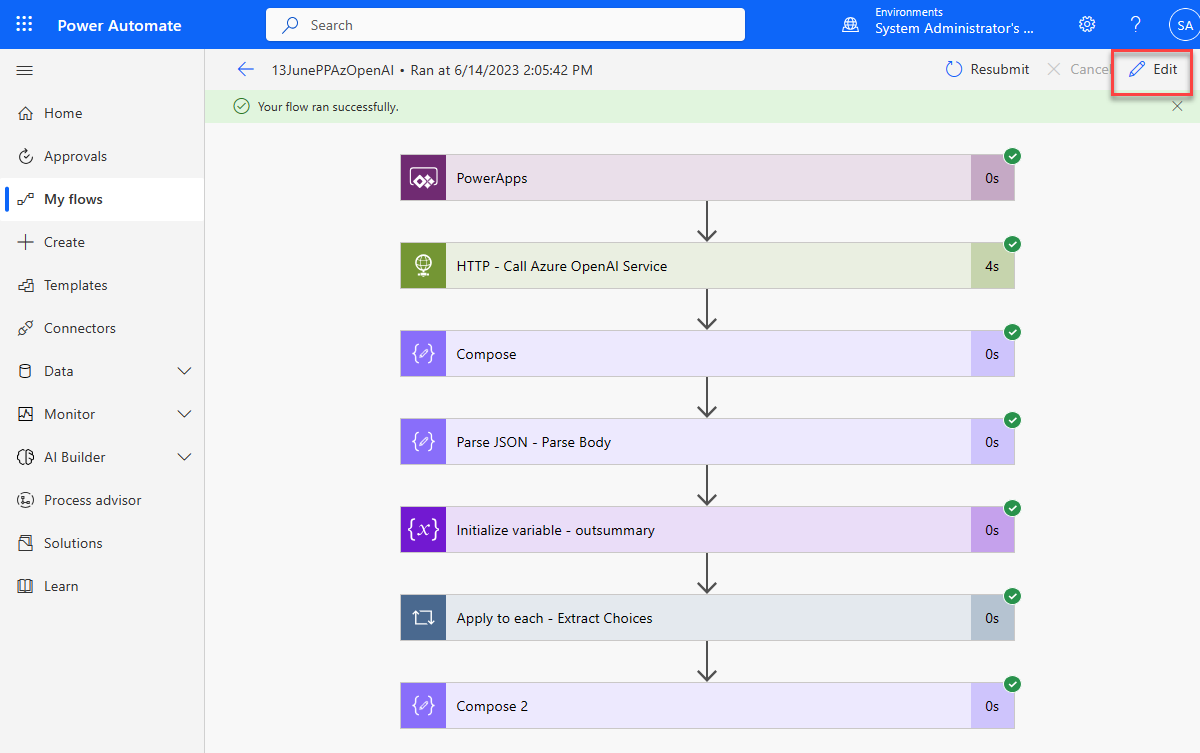 Power Automate
Search
Environments
System Administrator's ...
?
SA
13JunePPAzOpenAI • Ran at 6/14/2023 2:05:42 PM
Resubmit
Cancel
Edit
Your flow ran successfully.
Home
Approvals
My flows
Create
Templates
Connectors
Data
Monitor
AI Builder
Process advisor
Solutions
Learn
PowerApps
0s
HTTP - Call Azure OpenAI Service
4s
Compose
0s
Parse JSON - Parse Body
0s
{x}
Initialize variable - outsummary
0s
Apply to each - Extract Choices
0s
Compose 2
0s